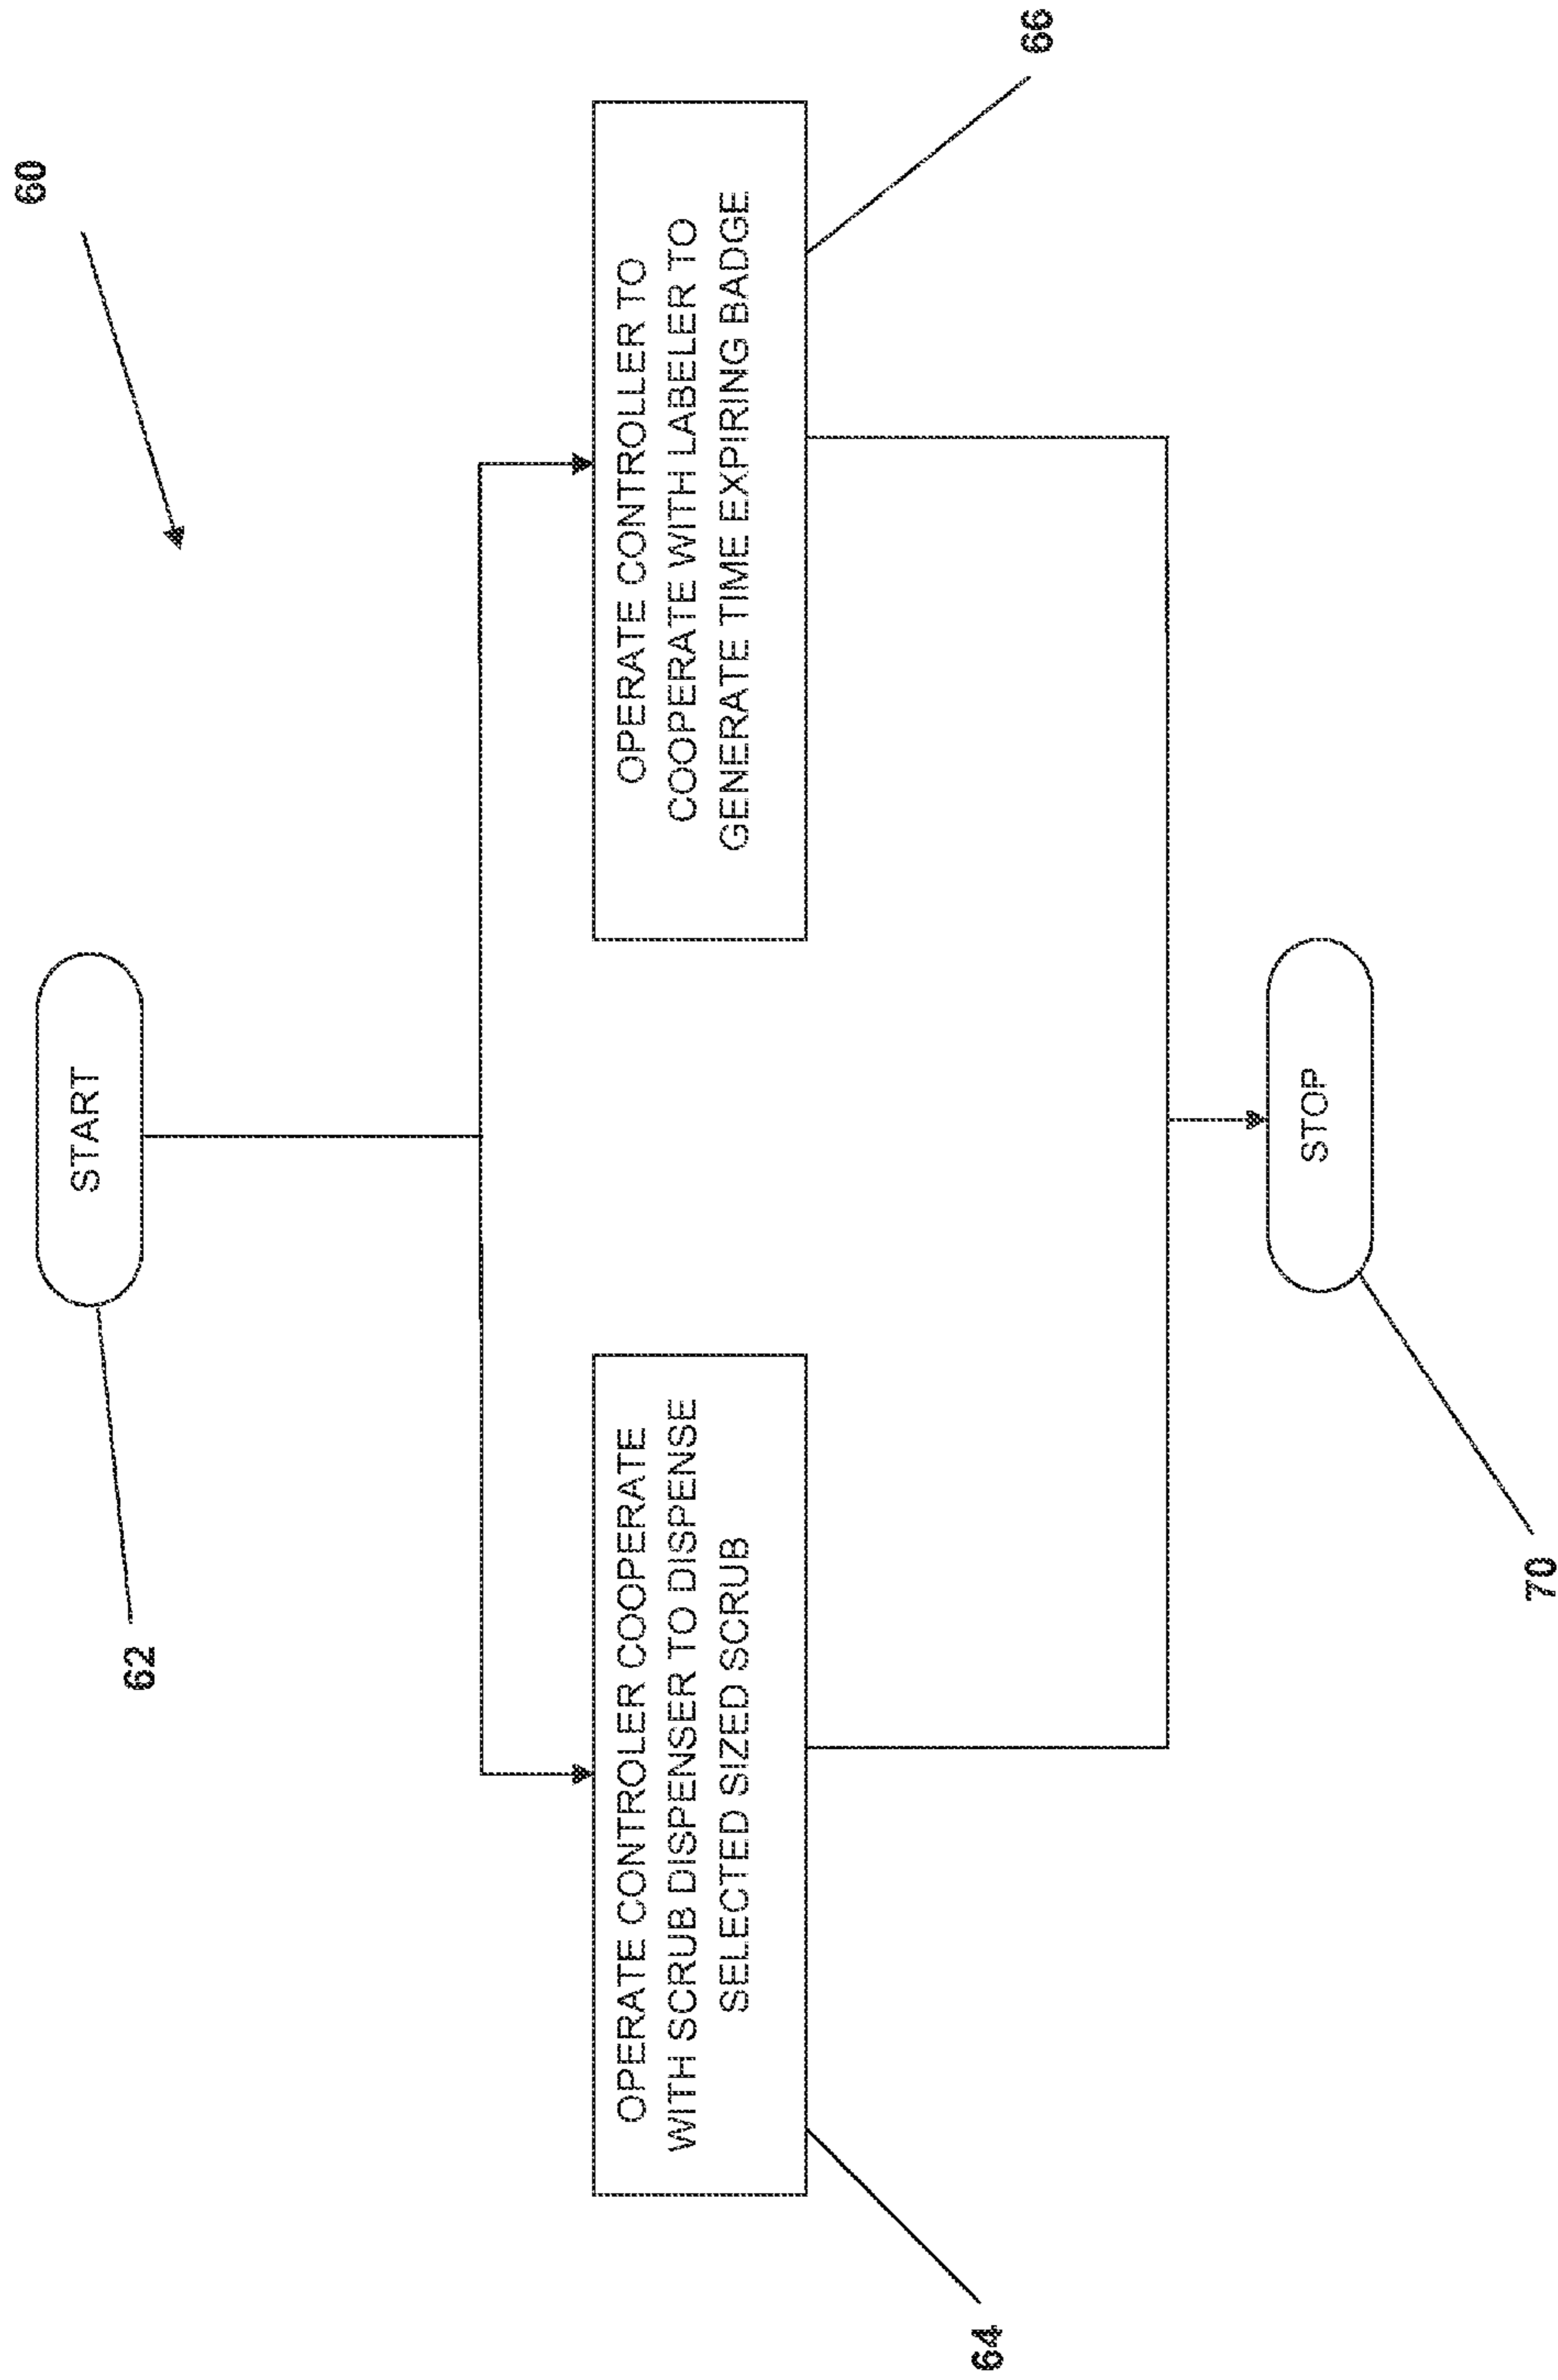 60
START
62
OPERATE CONTROLLER COOPERATE
WITH SCRUB DISPENSER TO DISPENSE
SELECTED SIZED SCRUB
64
OPERATE CONTROLLER TO
COOPERATE WITH LABELER TO
GENERATE TIME EXPIRING BADGE
66
STOP
70